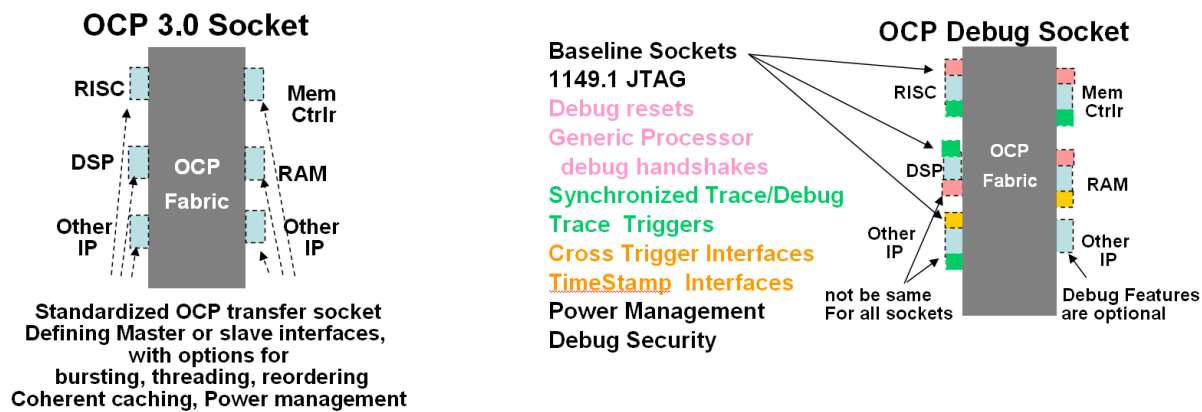 OCP 3.0 Socket
RISC
Mem
Ctrlr
DSP
OCP
Fabric
RAM
Other
IP
Other
IP
Standardized OCP transfer socket
Defining Master or slave interfaces,
with options for
bursting, threading, reordering
Coherent caching, Power management
Baseline Sockets
1149.1 JTAG
Debug resets
Generic Processor
debug handshakes
Synchronized Trace/Debug
Trace Triggers
Cross Trigger Interfaces
TimeStamp Interfaces
Power Management
Debug Security
OCP Debug Socket
RISC
Mem
Ctrlr
DSP
OCP
Fabric
RAM
Other
IP
Other
IP
not be same
For all sockets
Debug Features
are optional